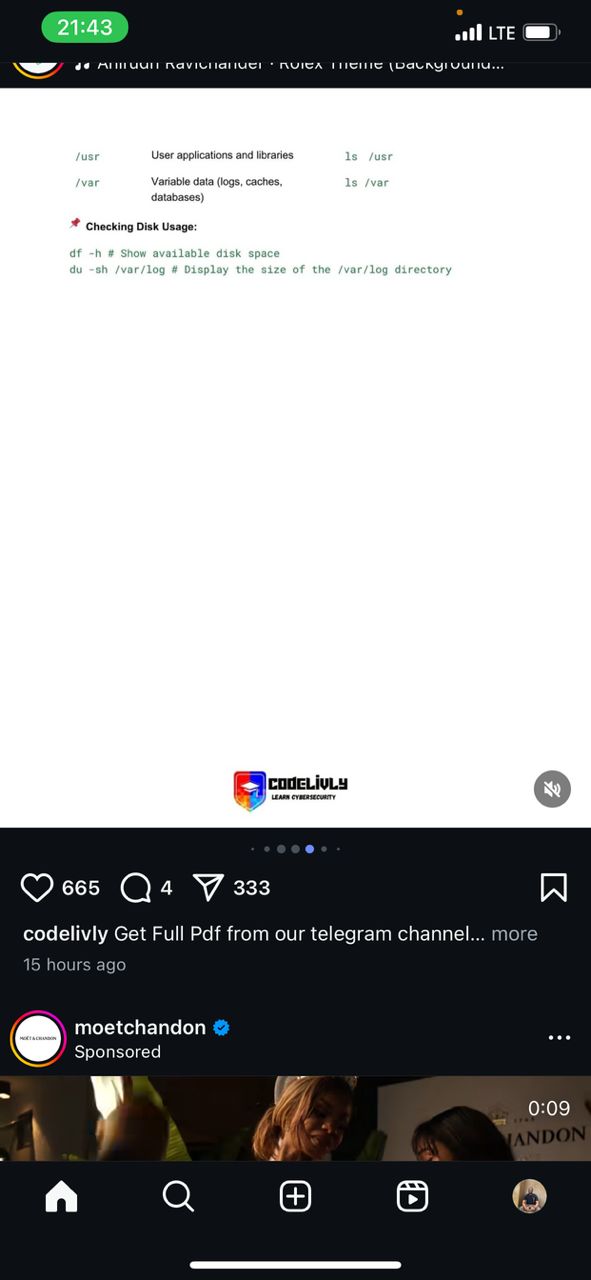 21:43
LTE
Anirudh Ravichander · Rolex Theme (Background...
/usr User applications and libraries ls /usr
/var Variable data (logs, caches, ls /var
databases)
📌 Checking Disk Usage:
df -h # Show available disk space
du -sh /var/log # Display the size of the /var/log directory
CODELIVLY
LEARN CYBERSECURITY
665 4 333
codelivly Get Full Pdf from our telegram channel... more
15 hours ago
MOËT & CHANDON
moetchandon
Sponsored
0:09